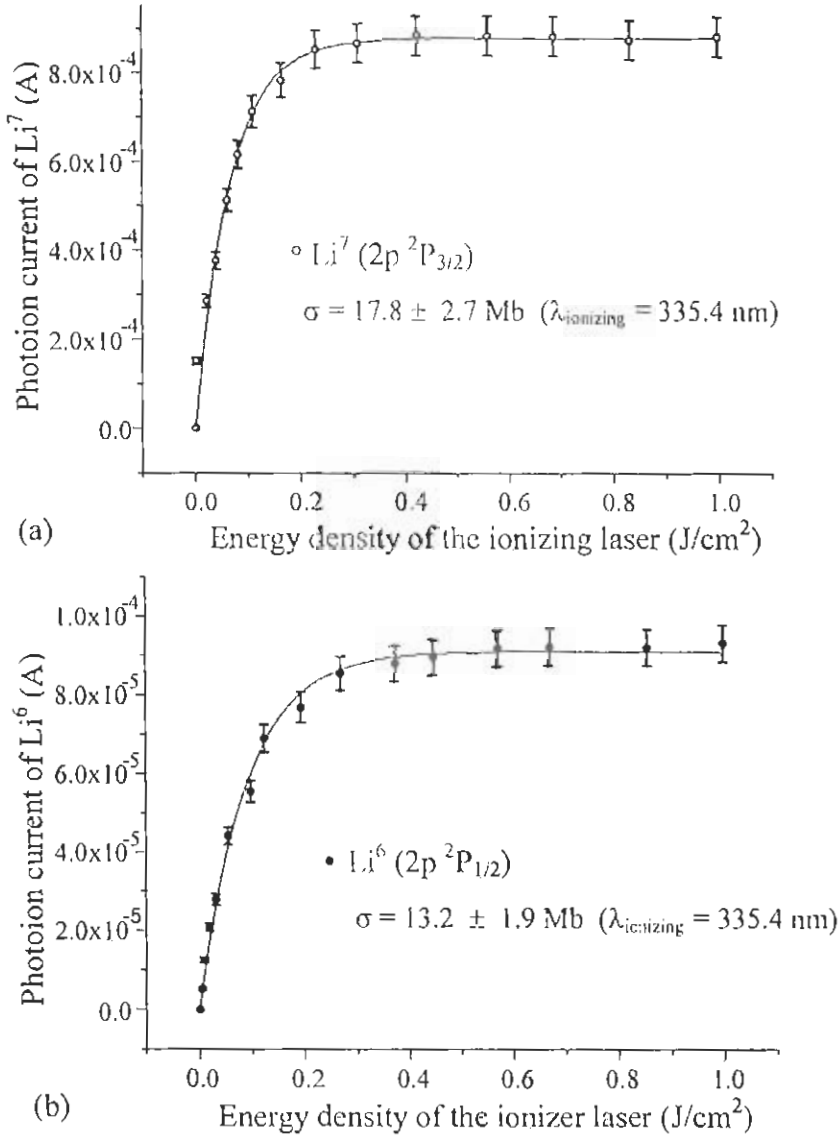 Photoion current of Li⁷ (A)
8.0x10⁻⁴
6.0x10⁻⁴
4.0x10⁻⁴
2.0x10⁻⁴
0.0
Li⁷ (2p ²P₃/₂)
σ = 17.8 ± 2.7 Mb (λionizing = 335.4 nm)
0.0 0.2 0.4 0.6 0.8 1.0
(a)
Energy density of the ionizing laser (J/cm²)
Photoion current of Li⁶ (A)
1.0x10⁻⁴
8.0x10⁻⁵
6.0x10⁻⁵
4.0x10⁻⁵
2.0x10⁻⁵
0.0
Li⁶ (2p ²P₁/₂)
σ = 13.2 ± 1.9 Mb (λionizing = 335.4 nm)
0.0 0.2 0.4 0.6 0.8 1.0
(b)
Energy density of the ionizer laser (J/cm²)